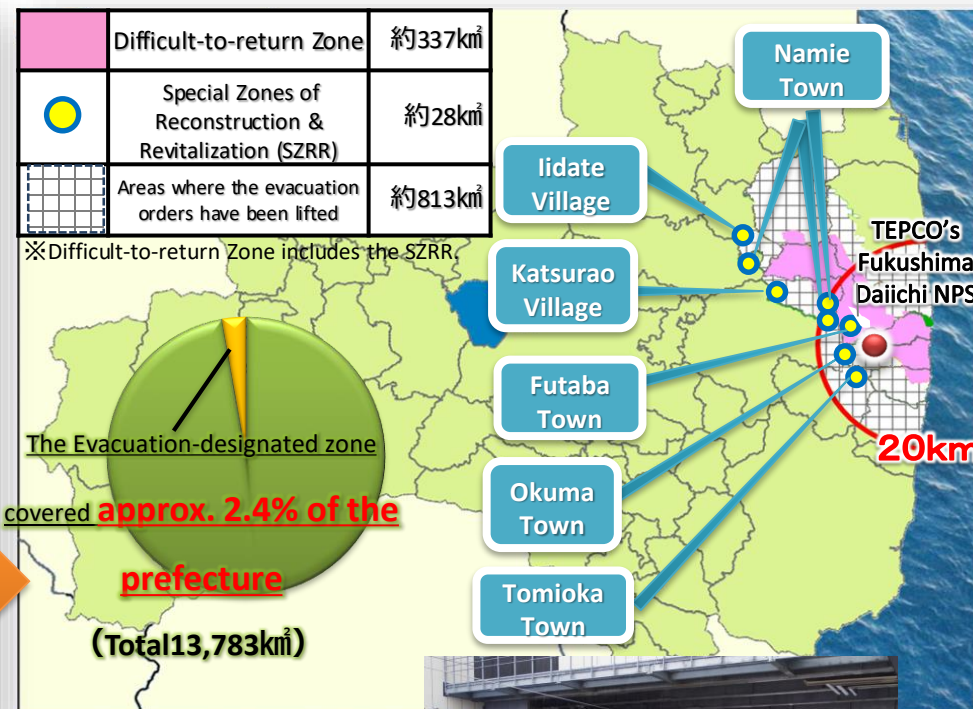 Difficult-to-return Zone
約337㎢
Special Zones of
Reconstruction &
Revitalization (SZRR)
約28㎢
Areas where the evacuation
orders have been lifted
約813㎢
※Difficult-to-return Zone includes the SZRR.
Namie
Town
Iidate
Village
Katsurao
Village
Futaba
Town
Okuma
Town
Tomioka
Town
TEPCO's
Fukushima
Daiichi NPS
20km
The Evacuation-designated zone
covered approx. 2.4% of the
prefecture
(Total13,783㎢)